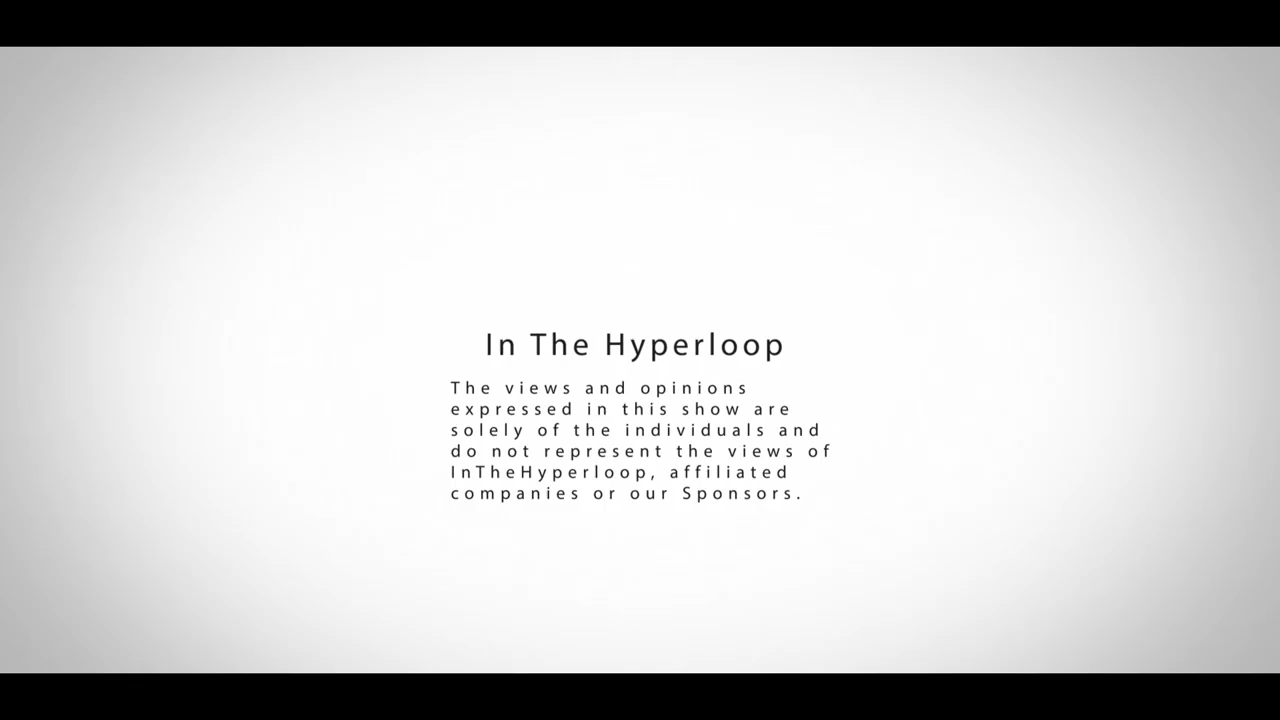 In The Hyperloop
The views and opinions
expressed in this show are
solely of the individuals and
do not represent the views of
InTheHyperloop, affiliated
companies or our Sponsors.